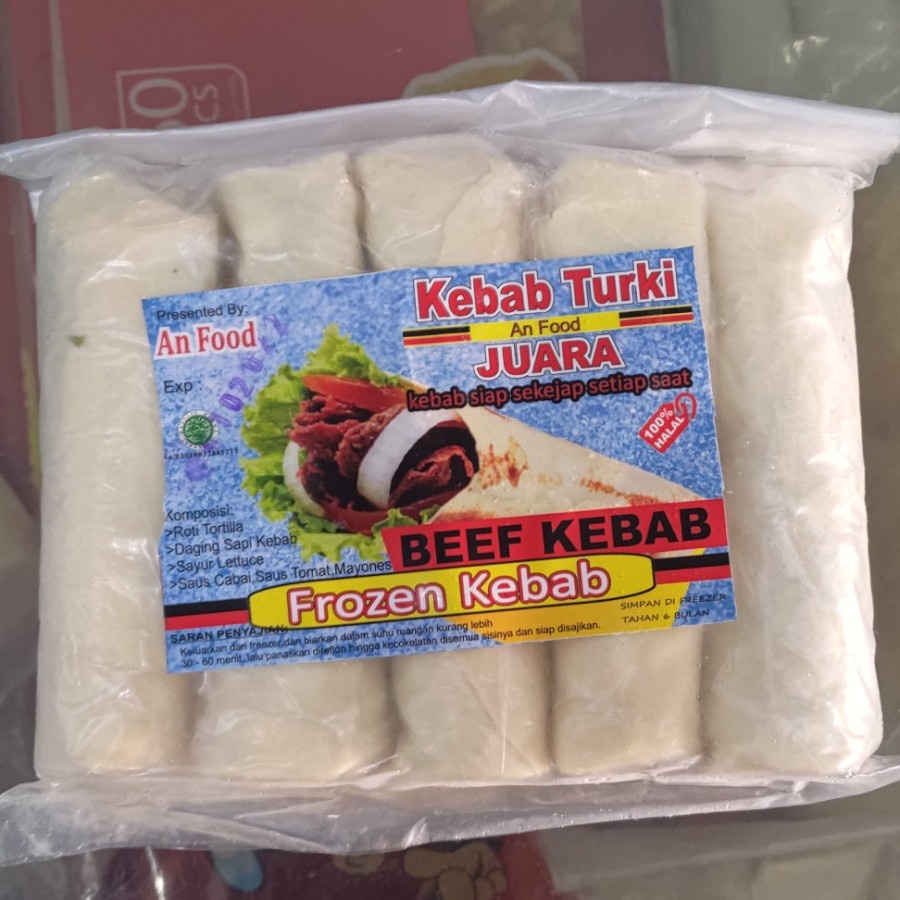 PCS
Presented By:
An Food
Exp :
Kebab Turki
An Food
JUARA
kebab siap sekejap setiap saat
100%
HALAL
Komposisi:
>Roti Tortilla
>Daging Sapi Kebab
>Sayur Lettuce
>Saus Cabai,Saus Tomat,Mayones
BEEF KEBAB
Frozen Kebab
SIMPAN DI FREEZER
TAHAN 6 BULAN
SARAN PENYAJIAN:
Keluarkan dari freezer dan biarkan dalam suhu ruangan kurang lebih
30 - 60 menit, lalu panaskan diteflon hingga kecokelatan disemua sisinya dan siap disajikan.